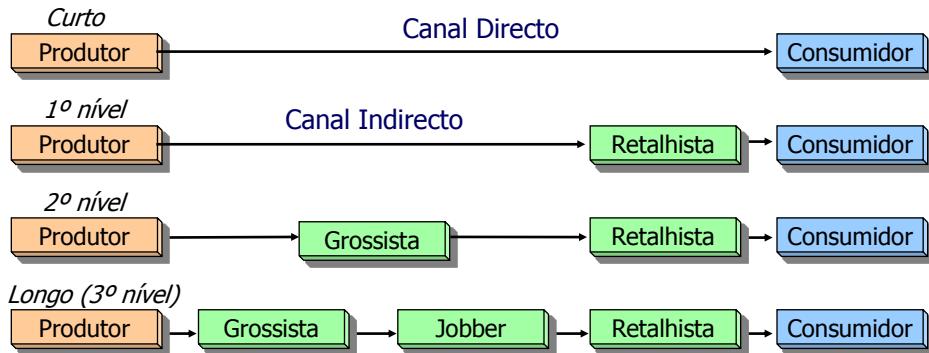 Curto
Canal Directo
Produtor Consumidor
1º nível
Canal Indirecto
Produtor Retalhista Consumidor
2º nível
Produtor Grossista Retalhista Consumidor
Longo (3º nível)
Produtor Grossista Jobber Retalhista Consumidor